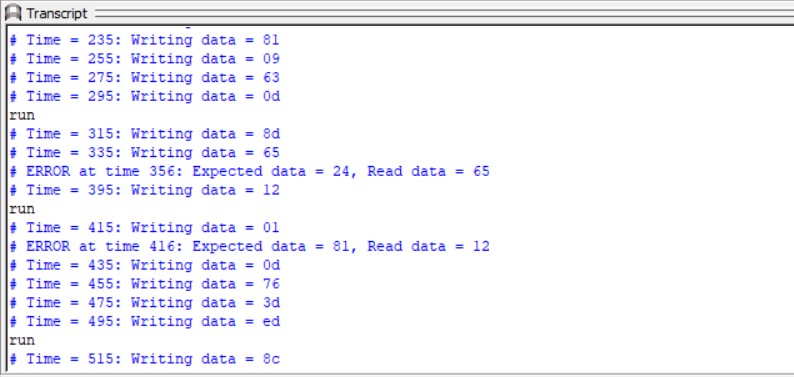 Transcript
# Time = 235: Writing data = 81
# Time = 255: Writing data = 09
# Time = 275: Writing data = 63
# Time = 295: Writing data = 0d
run
# Time = 315: Writing data = 8d
# Time = 335: Writing data = 65
# ERROR at time 356: Expected data = 24, Read data = 65
# Time = 395: Writing data = 12
run
# Time = 415: Writing data = 01
# ERROR at time 416: Expected data = 81, Read data = 12
# Time = 435: Writing data = 0d
# Time = 455: Writing data = 76
# Time = 475: Writing data = 3d
# Time = 495: Writing data = ed
run
# Time = 515: Writing data = 8c